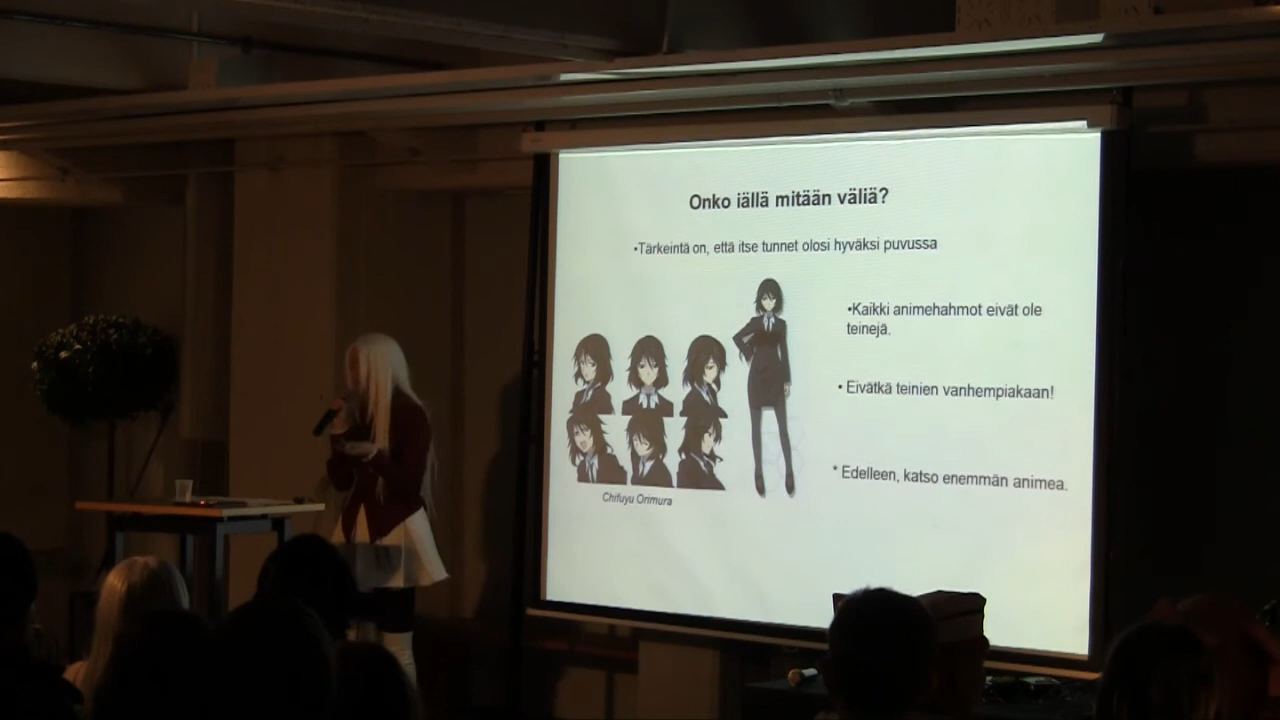 Onko iällä mitään väliä?
•Tärkeintä on, että itse tunnet olosi hyväksi puvussa
•Kaikki animehahmot eivät ole
teinejä.
• Eivätkä teinien vanhempiakaan!
* Edelleen, katso enemmän animea.
Chifuyu Orimura